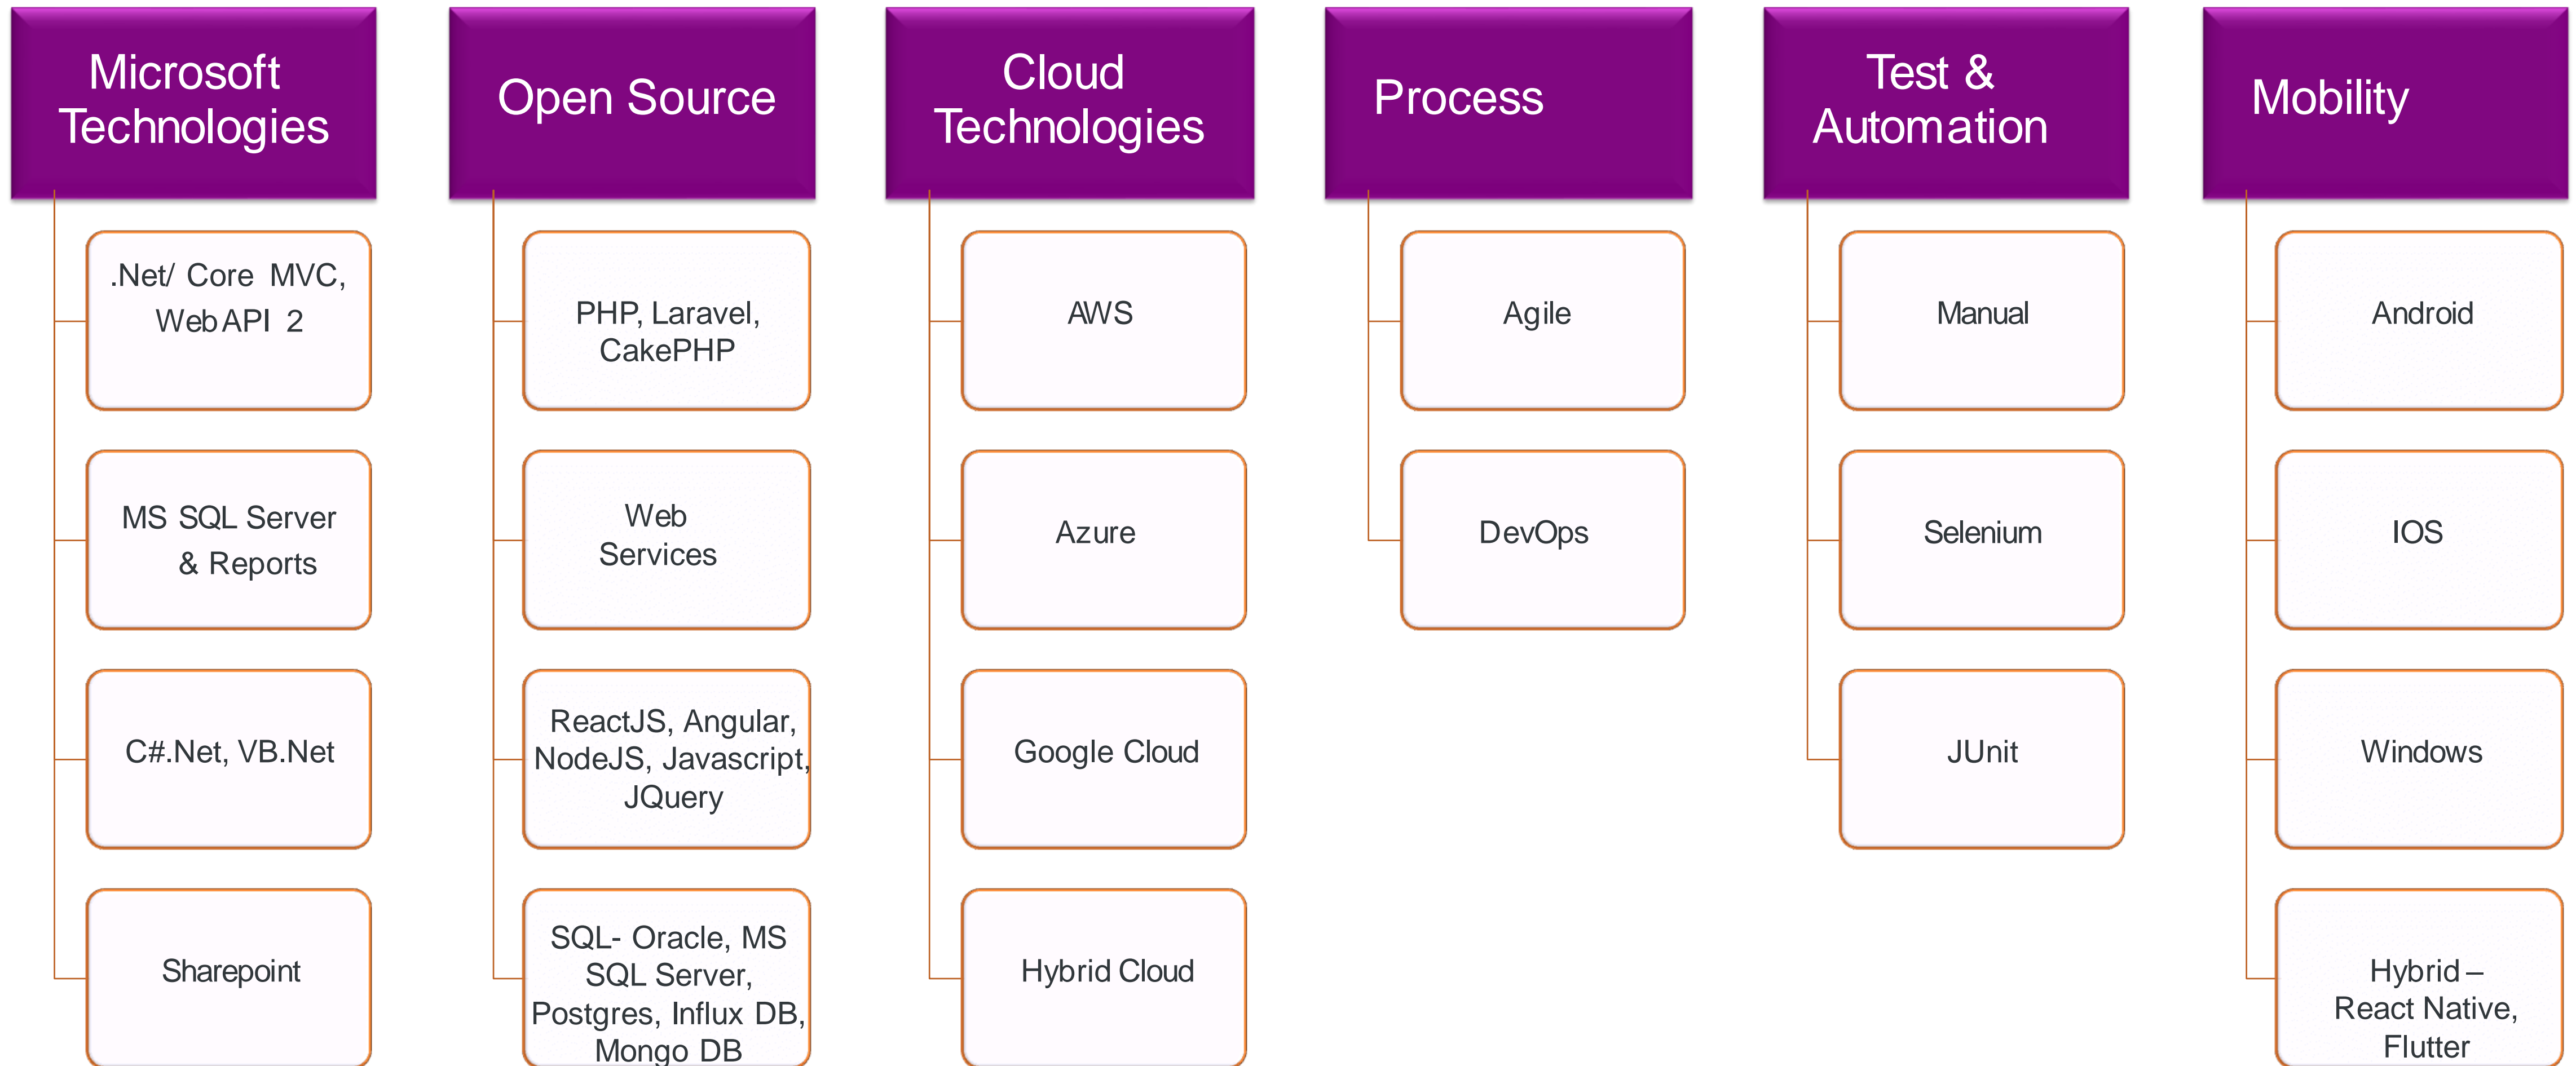 Microsoft
Technologies
.Net/ Core MVC,
WebAPI 2
MS SQL Server
& Reports
C#.Net, VB.Net
Sharepoint
Open Source
PHP, Laravel,
CakePHP
Web
Services
ReactJS, Angular,
NodeJS, Javascript,
JQuery
SQL- Oracle, MS
SQL Server,
Postgres, Influx DB,
Mongo DB
Cloud
Technologies
AWS
Azure
Google Cloud
Hybrid Cloud
Process
Agile
DevOps
Test &
Automation
Manual
Selenium
JUnit
Mobility
Android
IOS
Windows
Hybrid –
React Native,
Flutter